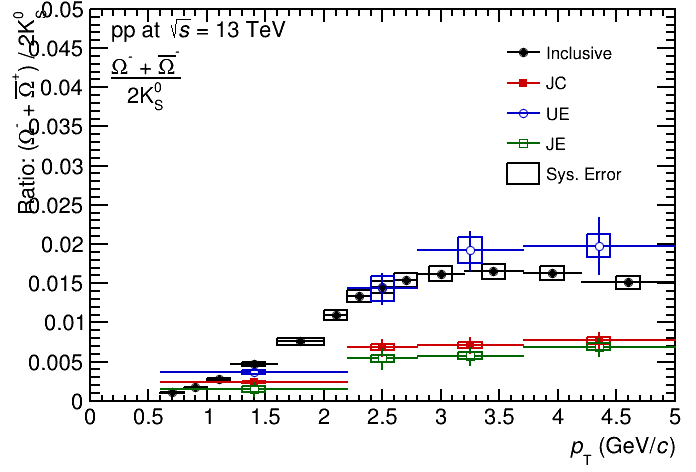 pp at √s = 13 TeV
Ω⁻ + Ω̅⁻
2K⁰_S
Inclusive
JC
UE
JE
Sys. Error
Ratio: (Ω⁻ + Ω̅⁺) / 2K⁰_S
0.05
0.045
0.04
0.035
0.03
0.025
0.02
0.015
0.01
0.005
0
0 0.5 1 1.5 2 2.5 3 3.5 4 4.5 5
p_T (GeV/c)